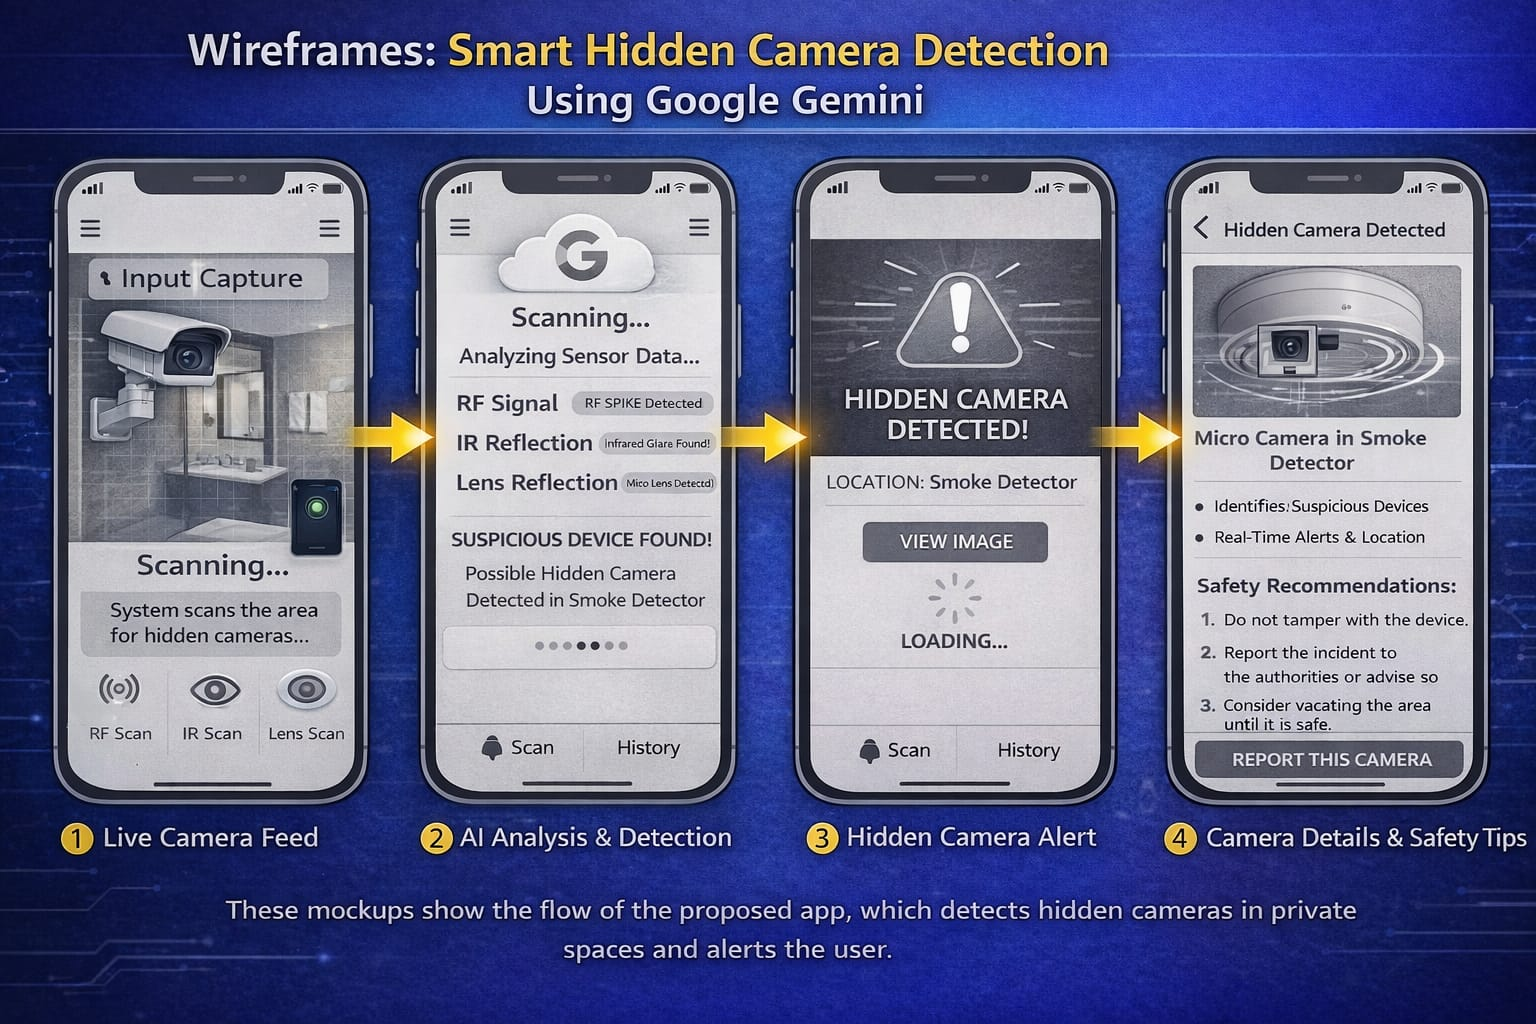 Wireframes: Smart Hidden Camera Detection
Using Google Gemini
Input Capture
Scanning...
System scans the area
for hidden cameras...
RF Scan
IR Scan
Lens Scan
1 Live Camera Feed
G
Scanning...
Analyzing Sensor Data...
RF Signal RF SPIKE Detected
IR Reflection Infrared Glare Found!
Lens Reflection Mico Lens Detectd)
SUSPICIOUS DEVICE FOUND!
Possible Hidden Camera
Detected in Smoke Detector
Scan
History
2 AI Analysis & Detection
HIDDEN CAMERA
DETECTED!
LOCATION: Smoke Detector
VIEW IMAGE
LOADING...
Scan
History
3 Hidden Camera Alert
Hidden Camera Detected
Micro Camera in Smoke
Detector
• Identifies: Suspicious Devices
• Real-Time Alerts & Location
Safety Recommendations:
1. Do not tamper with the device.
2. Report the incident to
the authorities or advise so
3. Consider vacating the area
until it is safe.
REPORT THIS CAMERA
4 Camera Details & Safety Tips
These mockups show the flow of the proposed app, which detects hidden cameras in private
spaces and alerts the user.